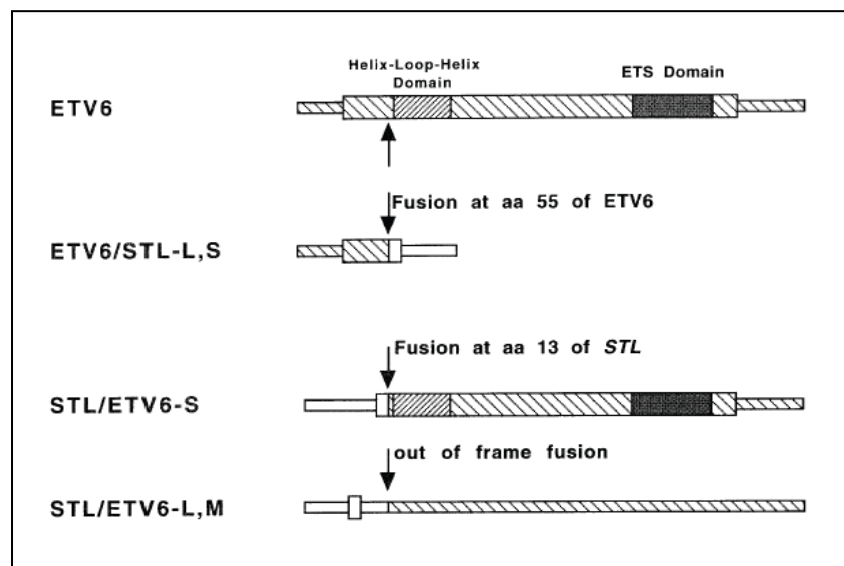 Helix-Loop-Helix
Domain
ETS Domain
ETV6
Fusion at aa 55 of ETV6
ETV6/STL-L,S
Fusion at aa 13 of STL
STL/ETV6-S
out of frame fusion
STL/ETV6-L,M